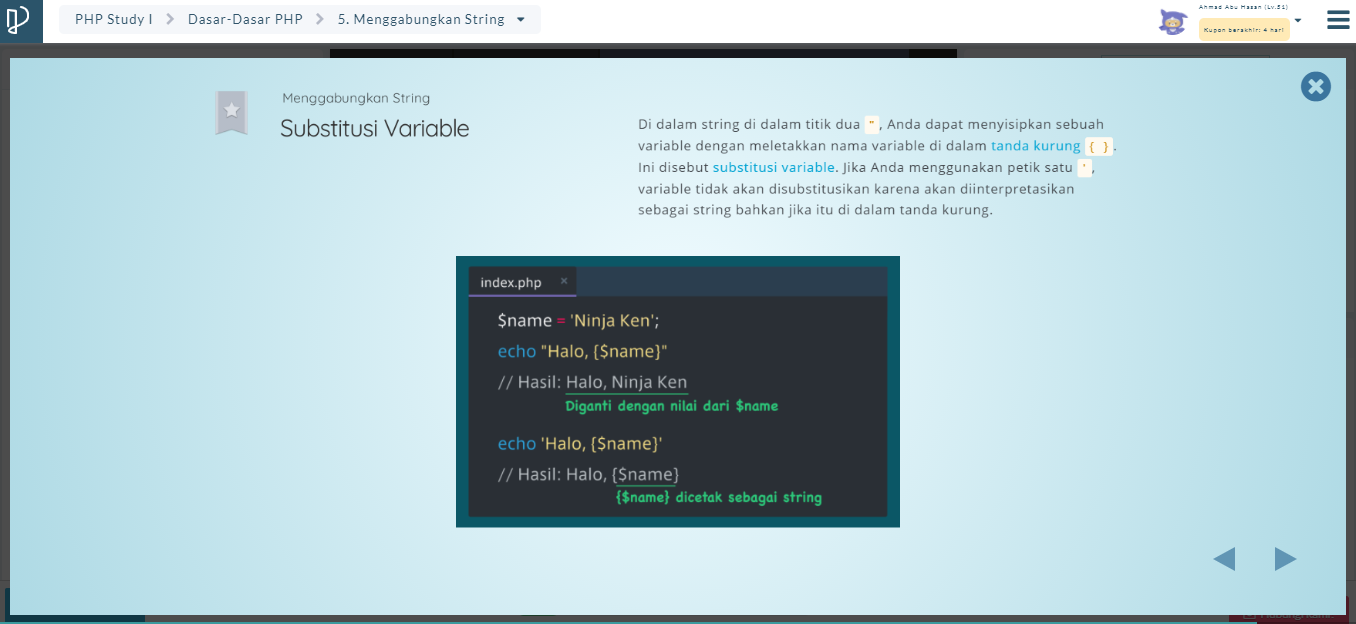 PHP Study I
Dasar-Dasar PHP
5. Menggabungkan String
Ahmad Abu Hasan (Lv.51)
Kupon berakhir: 4 hari
Menggabungkan String
Substitusi Variable
Di dalam string di dalam titik dua ", Anda dapat menyisipkan sebuah
variable dengan meletakkan nama variable di dalam tanda kurung { }.
Ini disebut substitusi variable. Jika Anda menggunakan petik satu ',
variable tidak akan disubstitusikan karena akan diinterpretasikan
sebagai string bahkan jika itu di dalam tanda kurung.
index.php ×
$name = 'Ninja Ken';
echo "Halo, {$name}"
// Hasil: Halo, Ninja Ken
Diganti dengan nilai dari $name
echo 'Halo, {$name}'
// Hasil: Halo, {$name}
{$name} dicetak sebagai string